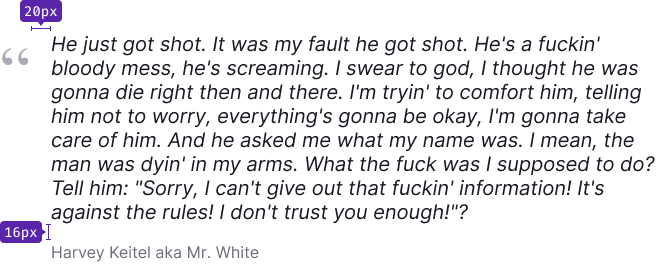 20px
“
He just got shot. It was my fault he got shot. He's a fuckin'
bloody mess, he's screaming. I swear to god, I thought he was
gonna die right then and there. I'm tryin' to comfort him, telling
him not to worry, everything's gonna be okay, I'm gonna take
care of him. And he asked me what my name was. I mean, the
man was dyin' in my arms. What the fuck was I supposed to do?
Tell him: "Sorry, I can't give out that fuckin' information! It's
against the rules! I don't trust you enough!"?
16px
Harvey Keitel aka Mr. White